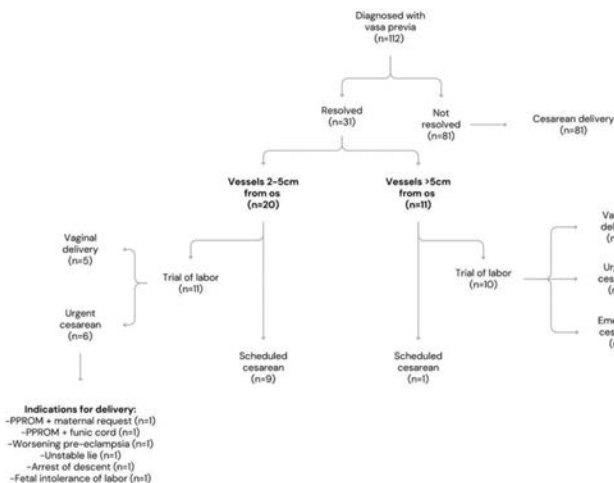 Diagnosed with
vasa previa
(n=112)
Resolved
(n=31)
Not
resolved
(n=81)
Cesarean delivery
(n=81)
Vessels 2-5cm
from os
(n=20)
Vessels >5cm
from os
(n=11)
Vaginal
delivery
(n=5)
Trial of labor
(n=11)
Urgent
cesarean
(n=6)
Scheduled
cesarean
(n=9)
Trial of labor
(n=10)
Scheduled
cesarean
(n=1)
Indications for delivery:
-PPROM + maternal request (n=1)
-PPROM + funic cord (n=1)
-Worsening pre-eclampsia (n=1)
-Unstable lie (n=1)
-Arrest of descent (n=1)
-Fetal intolerance of labor (n=1)